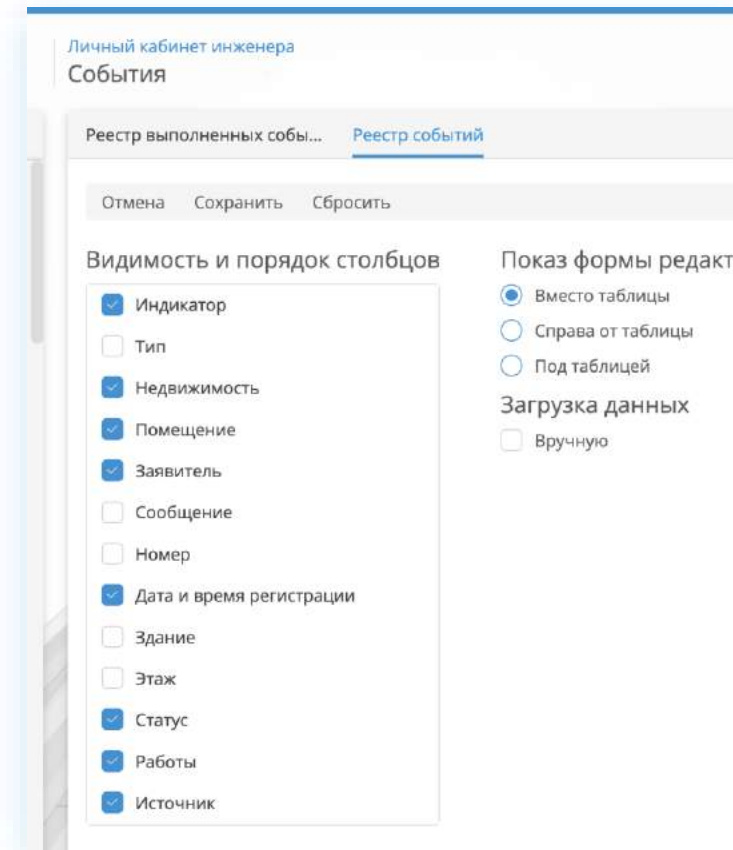 Личный кабинет инженера
События
Реестр выполненных собы... Реестр событий
Отмена Сохранить Сбросить
Видимость и порядок столбцов
Индикатор
Тип
Недвижимость
Помещение
Заявитель
Сообщение
Номер
Дата и время регистрации
Здание
Этаж
Статус
Работы
Источник
Показ формы редакт
Вместо таблицы
Справа от таблицы
Под таблицей
Загрузка данных
Вручную